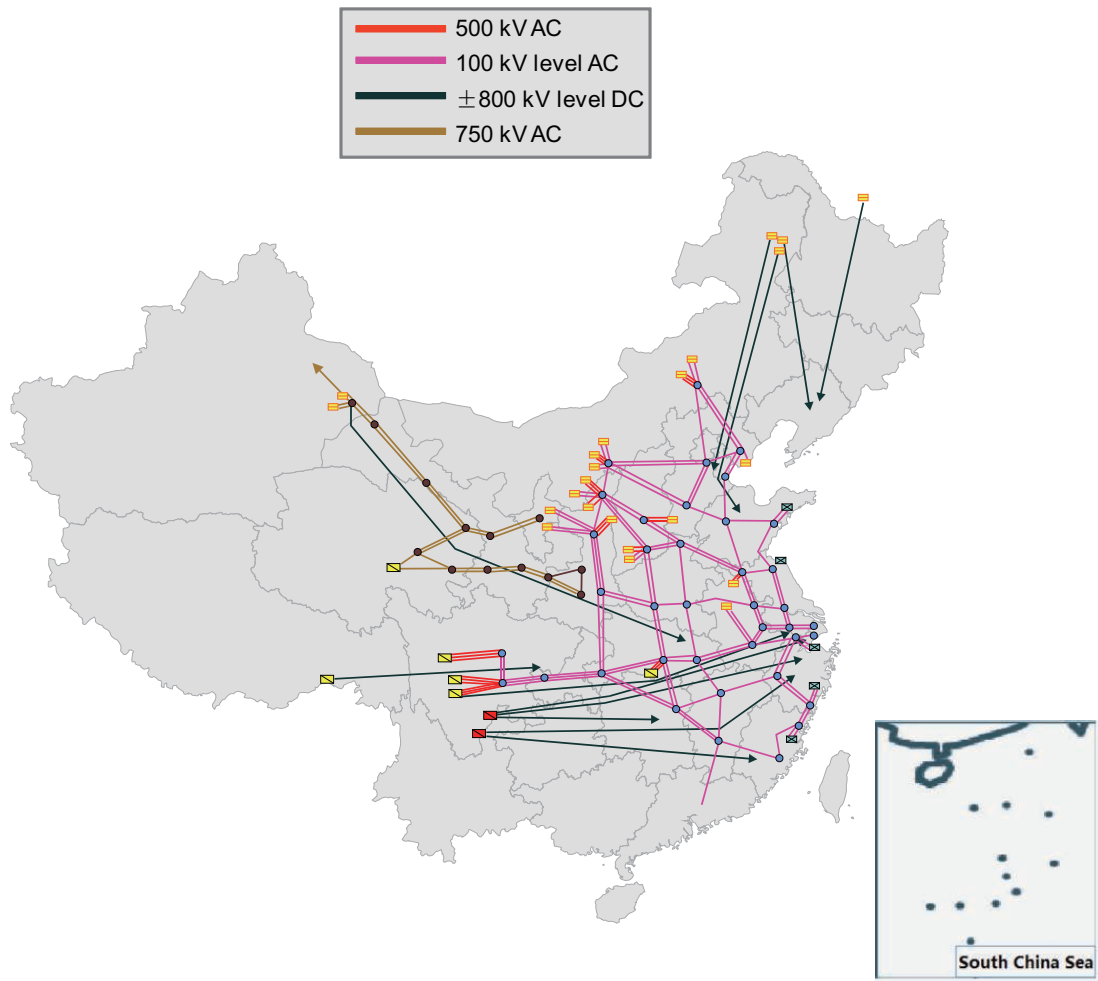 500 kV AC
100 kV level AC
±800 kV level DC
750 kV AC
South China Sea